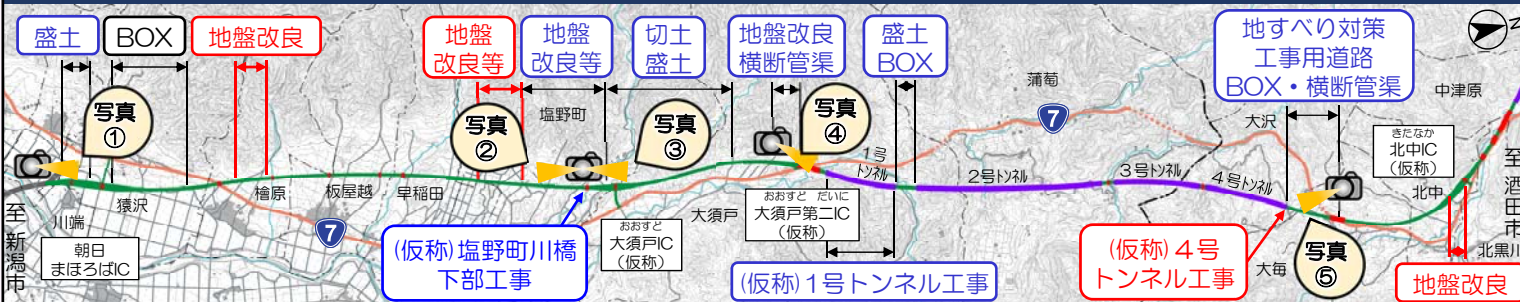 盛土
BOX
地盤改良
地盤
改良等
地盤
改良等
切土
盛土
地盤改良
横断管渠
盛土
BOX
地すべり対策
工事用道路
BOX・横断管渠
N
写真
①
写真
②
塩野町
写真
③
写真
④
蒲萄
7
大沢
中津原
きたなか
北中IC
(仮称)
至酒田市
至新潟市
川端
猿沢
檜原
板屋越
早稲田
7
朝日
まほろばIC
(仮称)塩野町川橋
下部工事
おおすど
大須戸IC
(仮称)
大須戸
おおすど だいに
大須戸第二IC
(仮称)
1号
トンネル
2号トンネル
3号トンネル
4号トンネル
(仮称)1号トンネル工事
(仮称)4号
トンネル工事
大毎
写真
⑤
北中
北黒川
地盤改良